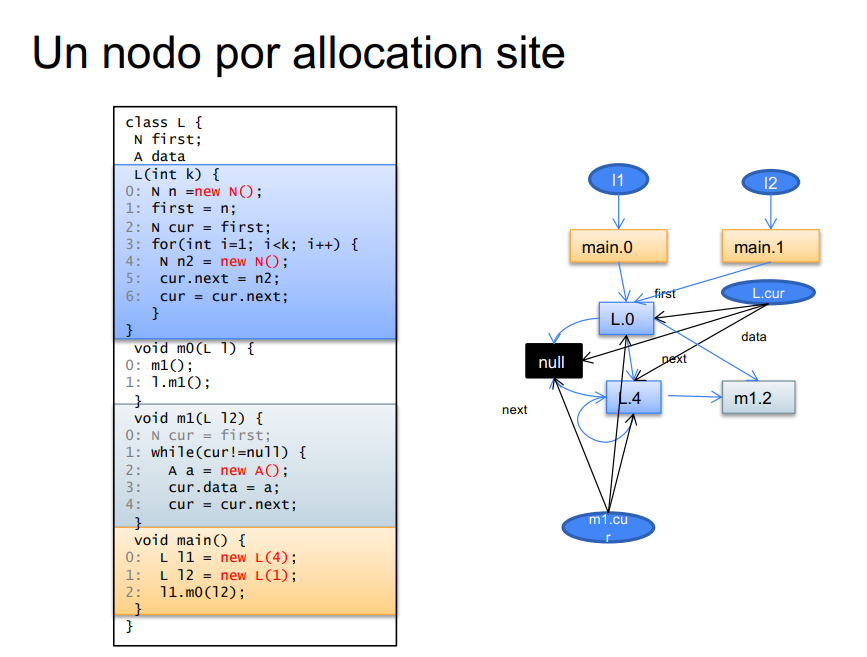 Un nodo por allocation site
class L {
N first;
A data
L(int k) {
0: N n =new N();
1: first = n;
2: N cur = first;
3: for(int i=1; i<k; i++) {
4: N n2 = new N();
5: cur.next = n2;
6: cur = cur.next;
}
}
void m0(L l) {
0: m1();
1: l.m1();
}
void m1(L l2) {
0: N cur = first;
1: while(cur!=null) {
2: A a = new A();
3: cur.data = a;
4: cur = cur.next;
}
void main() {
0: L l1 = new L(4);
1: L l2 = new L(1);
2: l1.m0(l2);
}
}
l1
l2
main.0
main.1
first
L.cur
L.0
data
null
next
L.4
m1.2
next
m1.cu
r